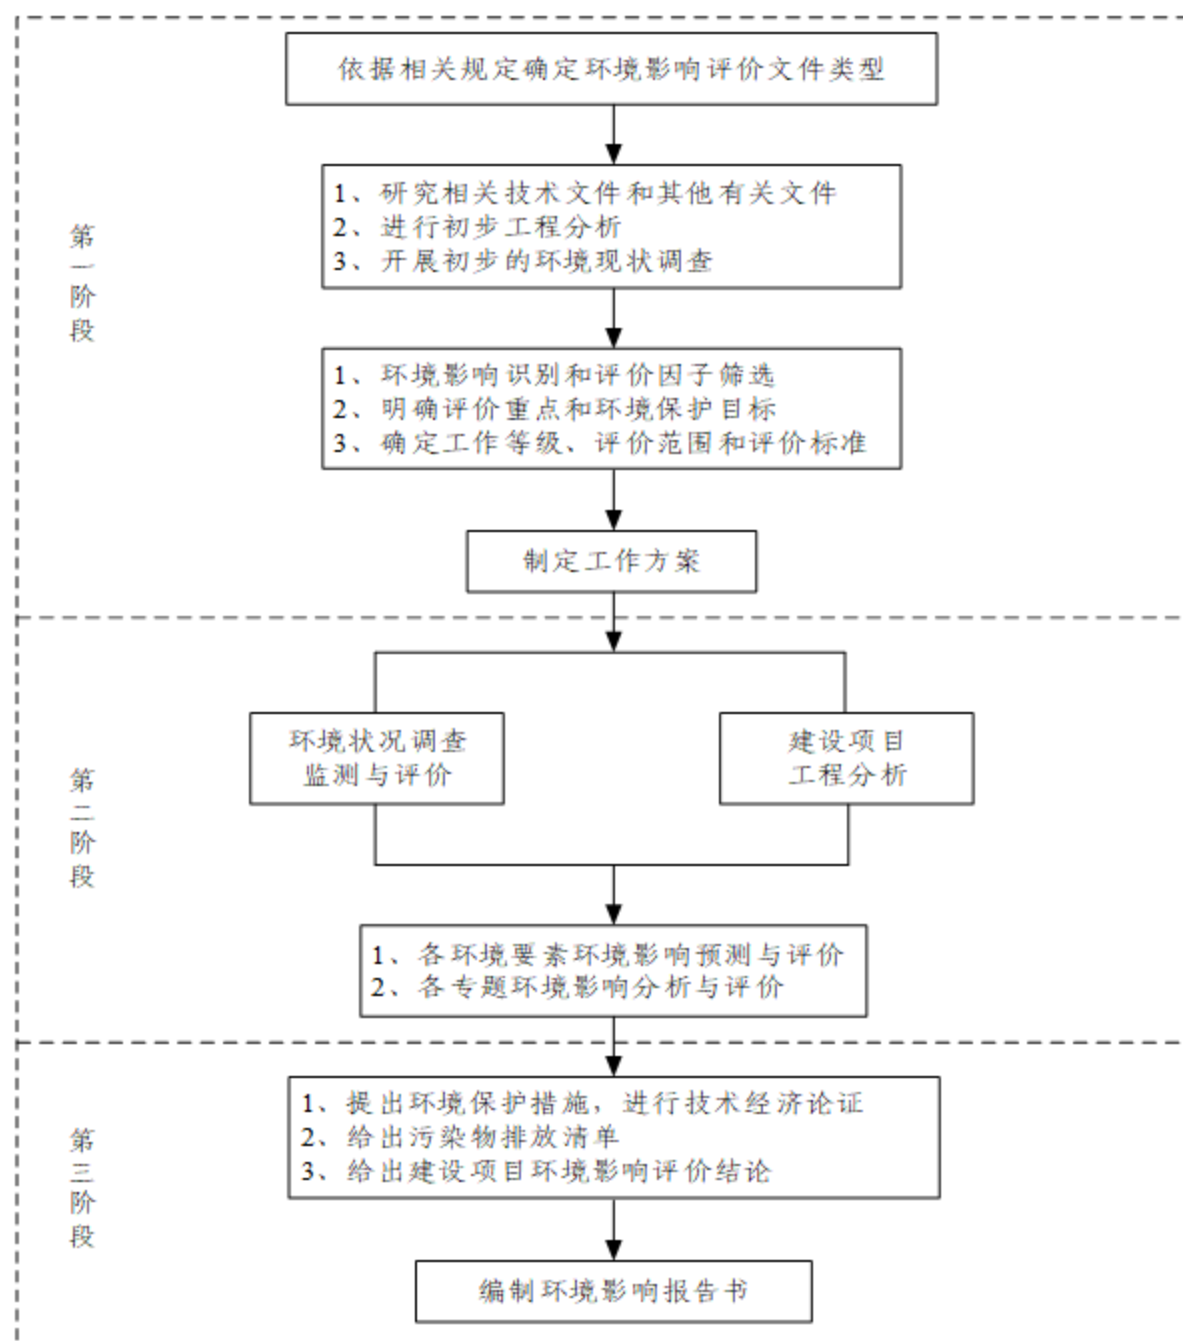 依据相关规定确定环境影响评价文件类型
第一阶段
1、研究相关技术文件和其他有关文件
2、进行初步工程分析
3、开展初步的环境现状调查
1、环境影响识别和评价因子筛选
2、明确评价重点和环境保护目标
3、确定工作等级、评价范围和评价标准
制定工作方案
第二阶段
环境状况调查
监测与评价
建设项目
工程分析
1、各环境要素环境影响预测与评价
2、各专题环境影响分析与评价
第三阶段
1、提出环境保护措施，进行技术经济论证
2、给出污染物排放清单
3、给出建设项目环境影响评价结论
编制环境影响报告书